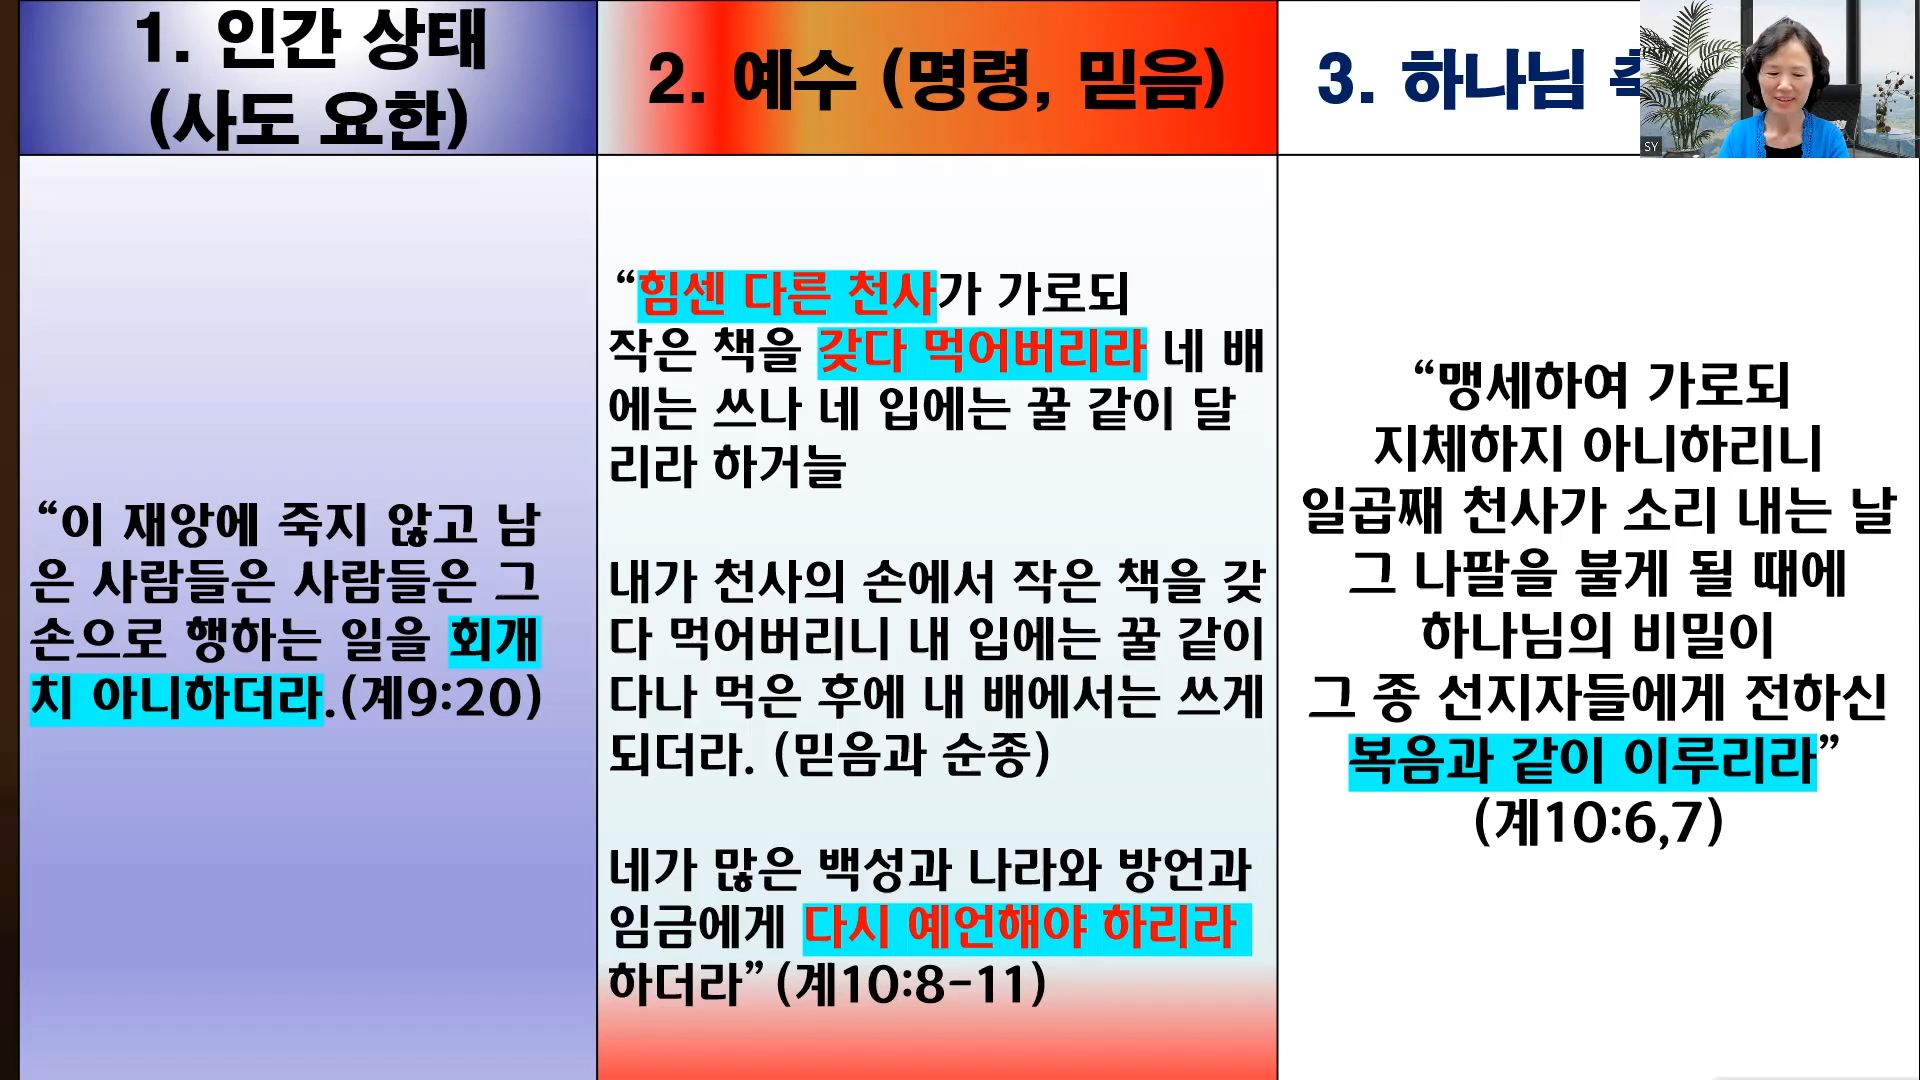 1. 인간 상태
(사도 요한)
2. 예수 (명령, 믿음)
3. 하나님
SY
“이 재앙에 죽지 않고 남
은 사람들은 사람들은 그
손으로 행하는 일을 회개
치 아니하더라.(계9:20)
“힘센 다른 천사가 가로되
작은 책을 갖다 먹어버리라 네 배
에는 쓰나 네 입에는 꿀 같이 달
리라 하거늘
내가 천사의 손에서 작은 책을 갖
다 먹어버리니 내 입에는 꿀 같이
다나 먹은 후에 내 배에서는 쓰게
되더라. (믿음과 순종)
네가 많은 백성과 나라와 방언과
임금에게 다시 예언해야 하리라
하더라” (계10:8-11)
“맹세하여 가로되
지체하지 아니하리니
일곱째 천사가 소리 내는 날
그 나팔을 불게 될 때에
하나님의 비밀이
그 종 선지자들에게 전하신
복음과 같이 이루리라”
(계10:6,7)